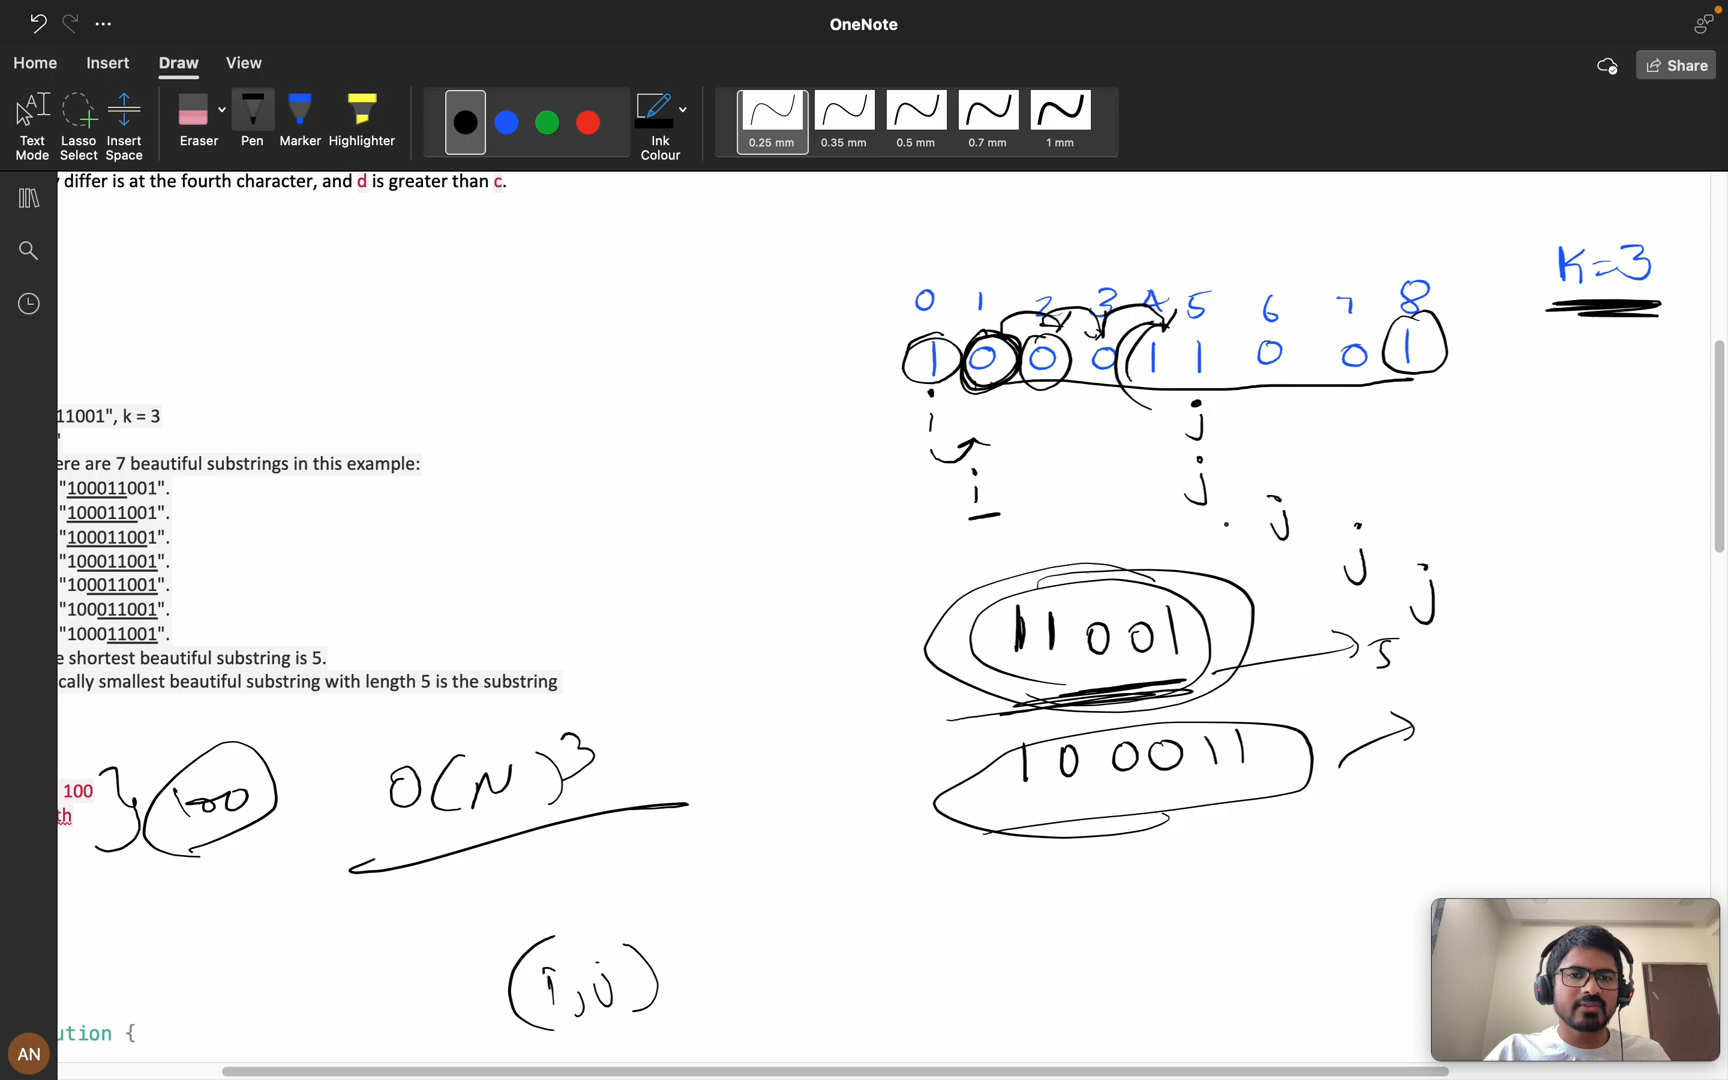 OneNote
Home Insert Draw View
Share
Text Mode
Lasso Select
Insert Space
Eraser
Pen
Marker
Highlighter
Ink Colour
0.25 mm
0.35 mm
0.5 mm
0.7 mm
1 mm
differ is at the fourth character, and d is greater than c.
K=3
0 1 2 3 4 5 6 7 8
1 0 0 0 1 1 0 0 1
i j
i j j j j
11001", k = 3
"
ere are 7 beautiful substrings in this example:
"100011001".
"100011001".
"100011001".
"100011001".
"100011001".
"100011001".
"100011001".
e shortest beautiful substring is 5.
cally smallest beautiful substring with length 5 is the substring
11001 → 5
100011
100
th
} 100
O(N)3
(i,j)
ution {
AN